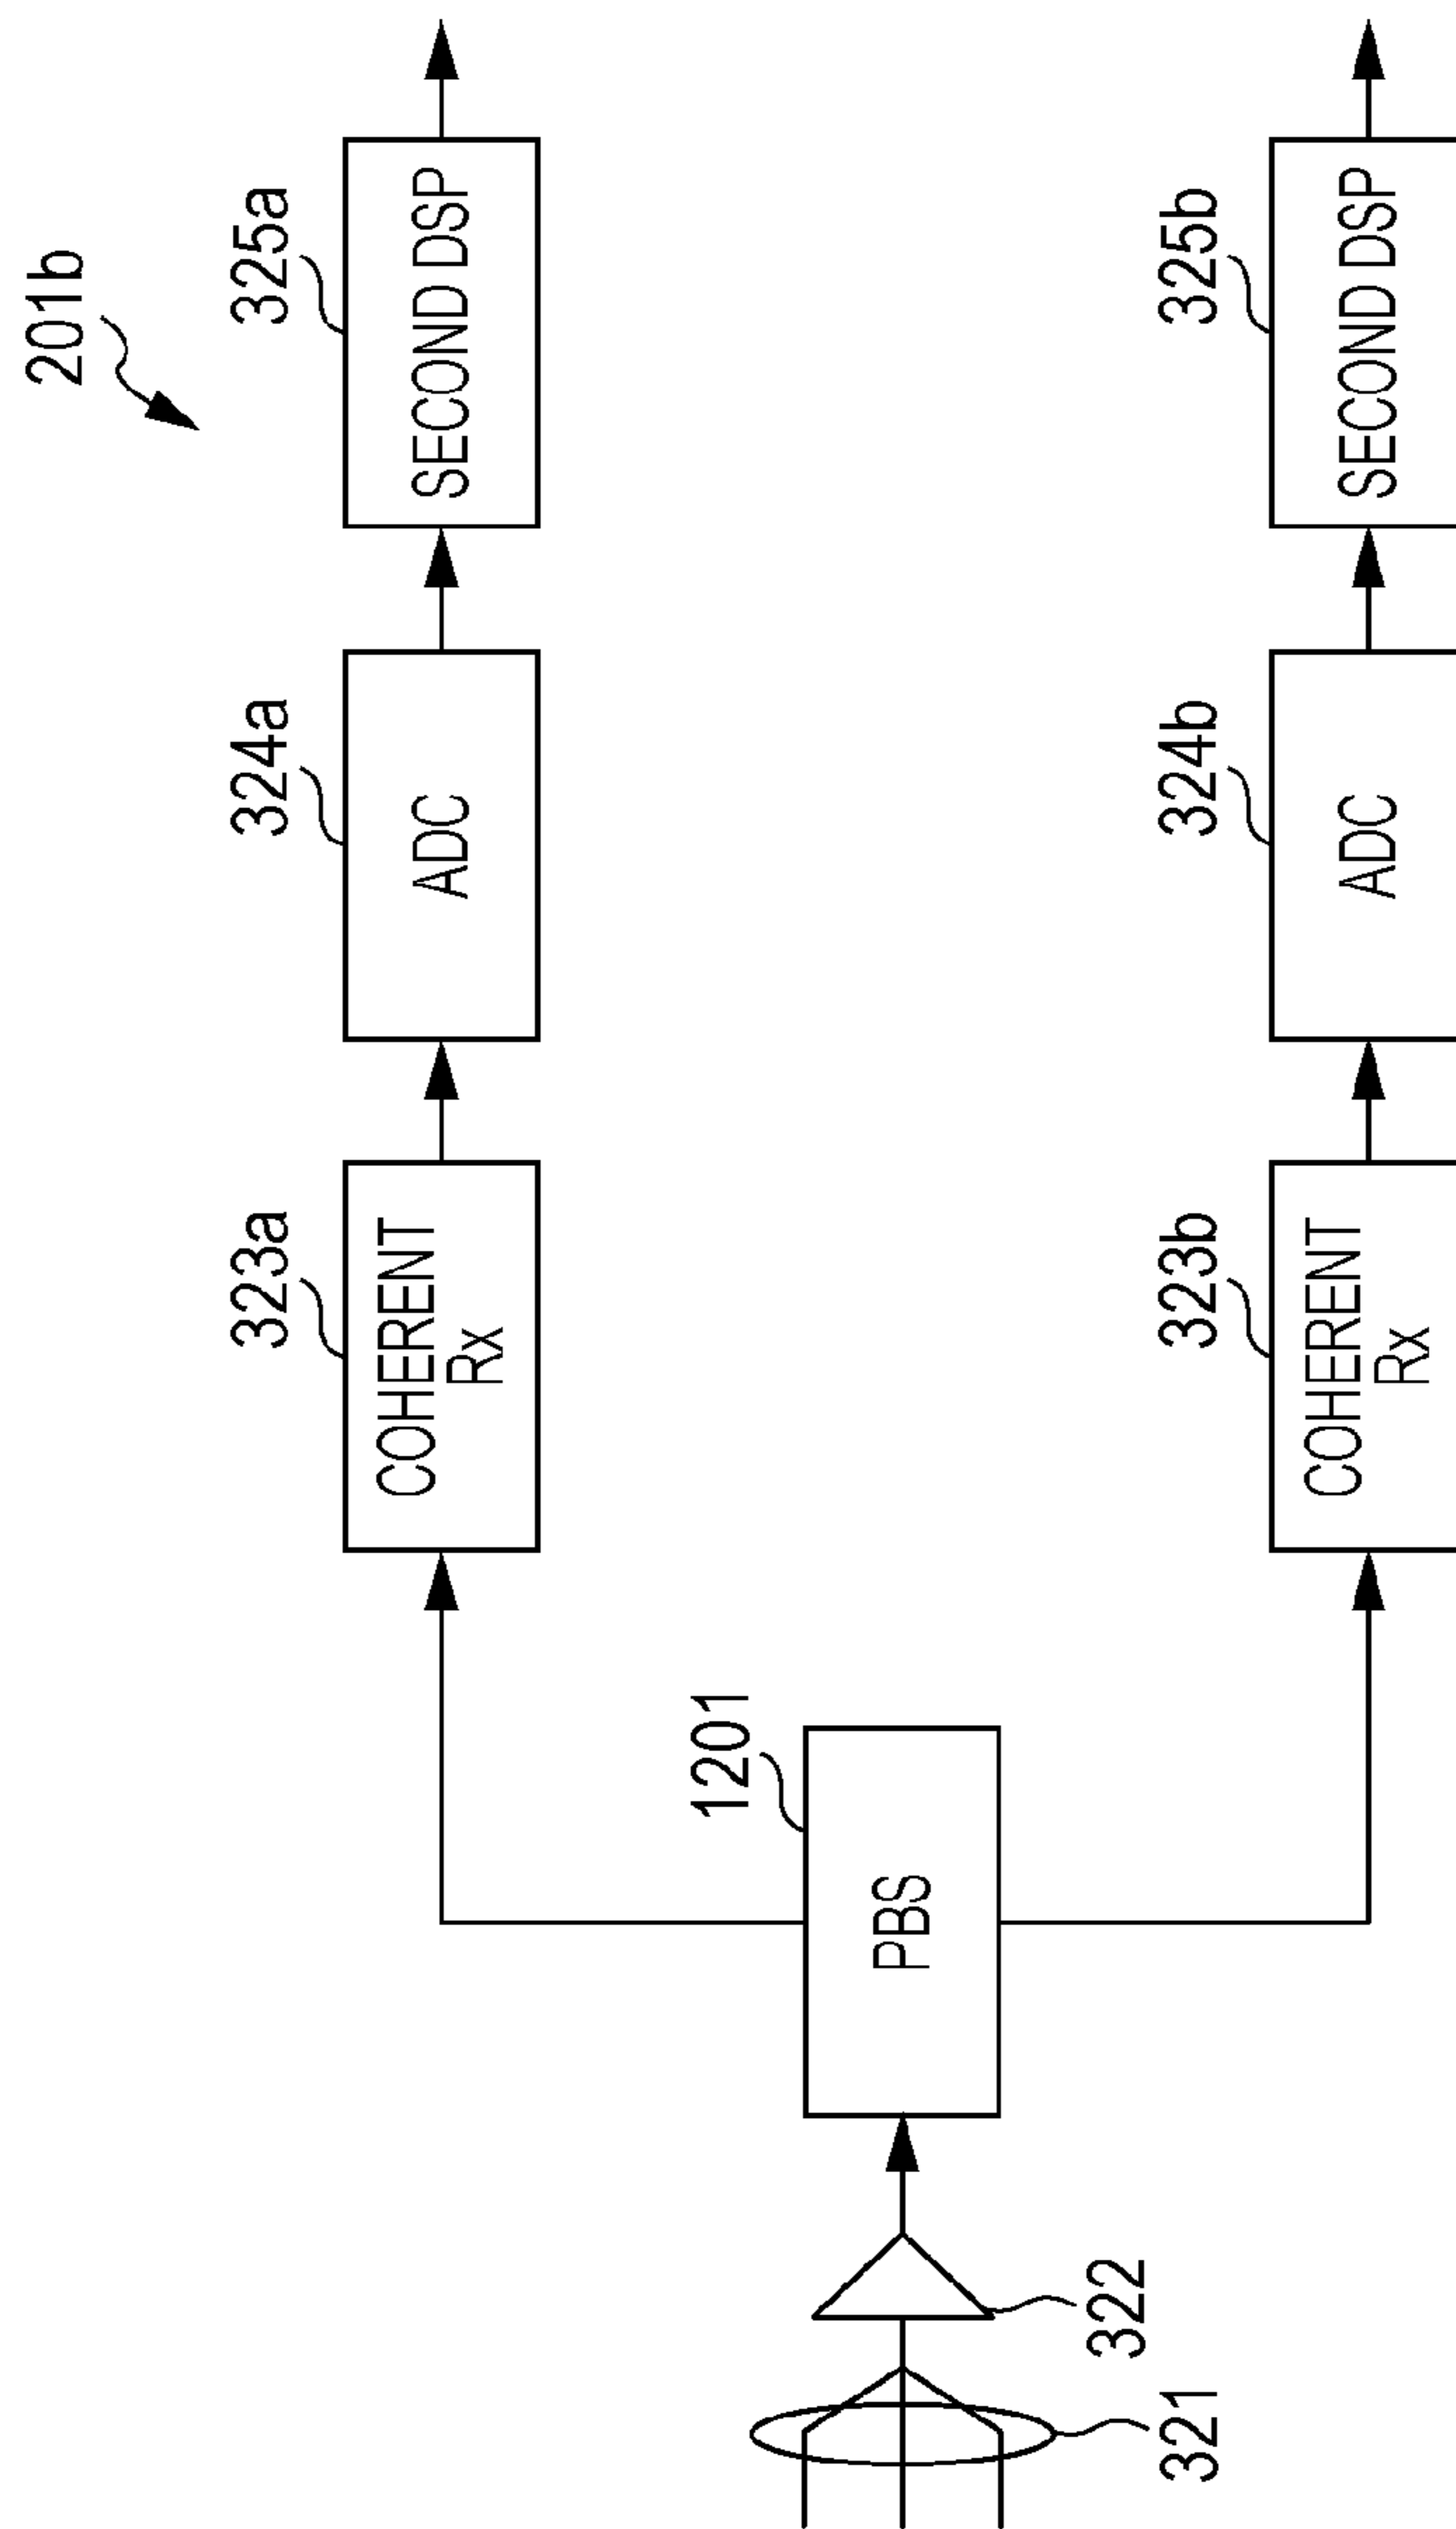 201b
323a
COHERENT
Rx
324a
ADC
325a
SECOND DSP
1201
PBS
322
321
323b
COHERENT
Rx
324b
ADC
325b
SECOND DSP